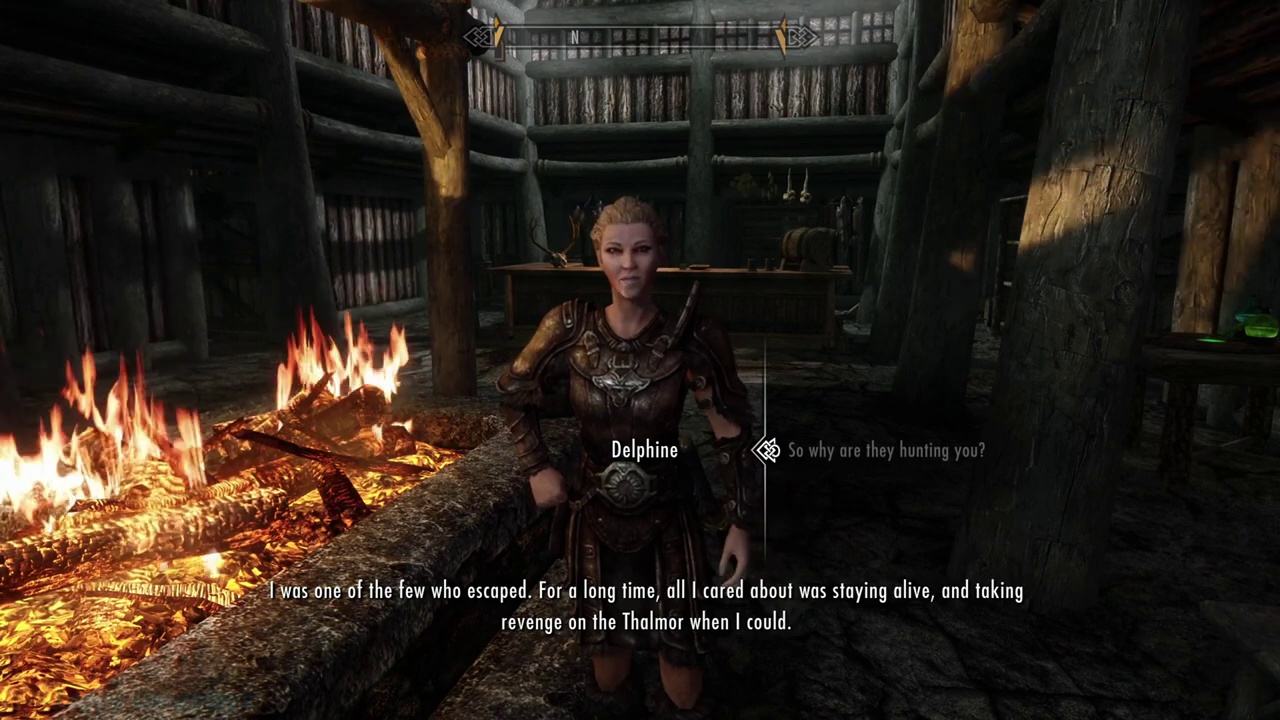 N
Delphine
So why are they hunting you?
I was one of the few who escaped. For a long time, all I cared about was staying alive, and taking
revenge on the Thalmor when I could.